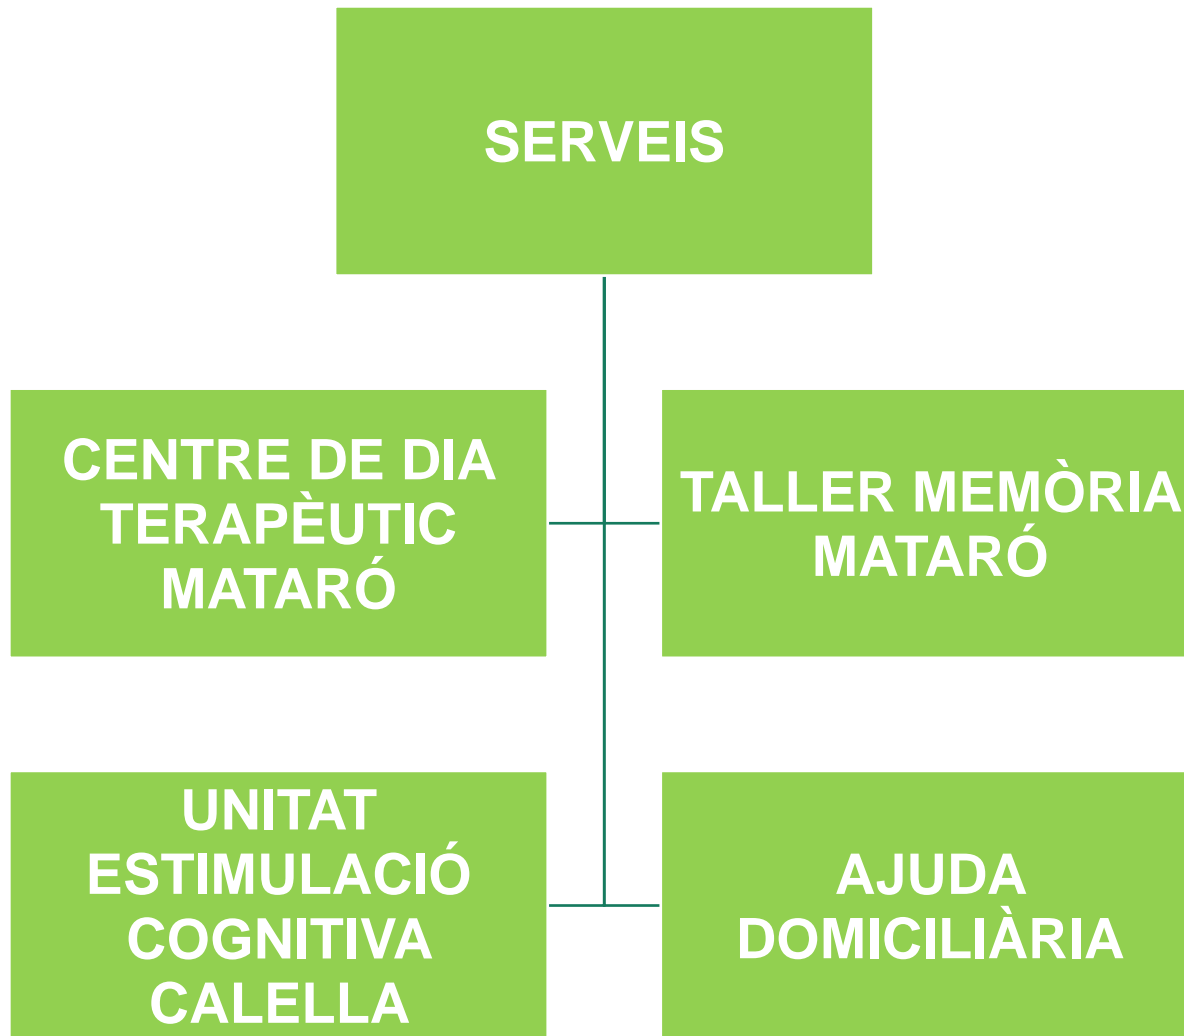 SERVEIS
CENTRE DE DIA
TERAPÈUTIC
MATARÓ
TALLER MEMÒRIA
MATARÓ
UNITAT
ESTIMULACIÓ
COGNITIVA
CALELLA
AJUDA
DOMICILIÀRIA